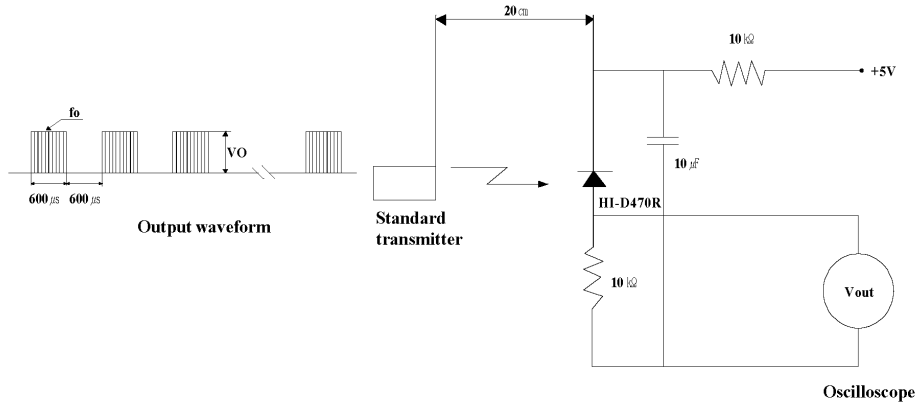 20 ㎝
10 ㏀
+5V
fo
VO
10 ㎌
600 ㎲ 600 ㎲
HI-D470R
Output waveform
Standard
transmitter
10 ㏀
Vout
Oscilloscope